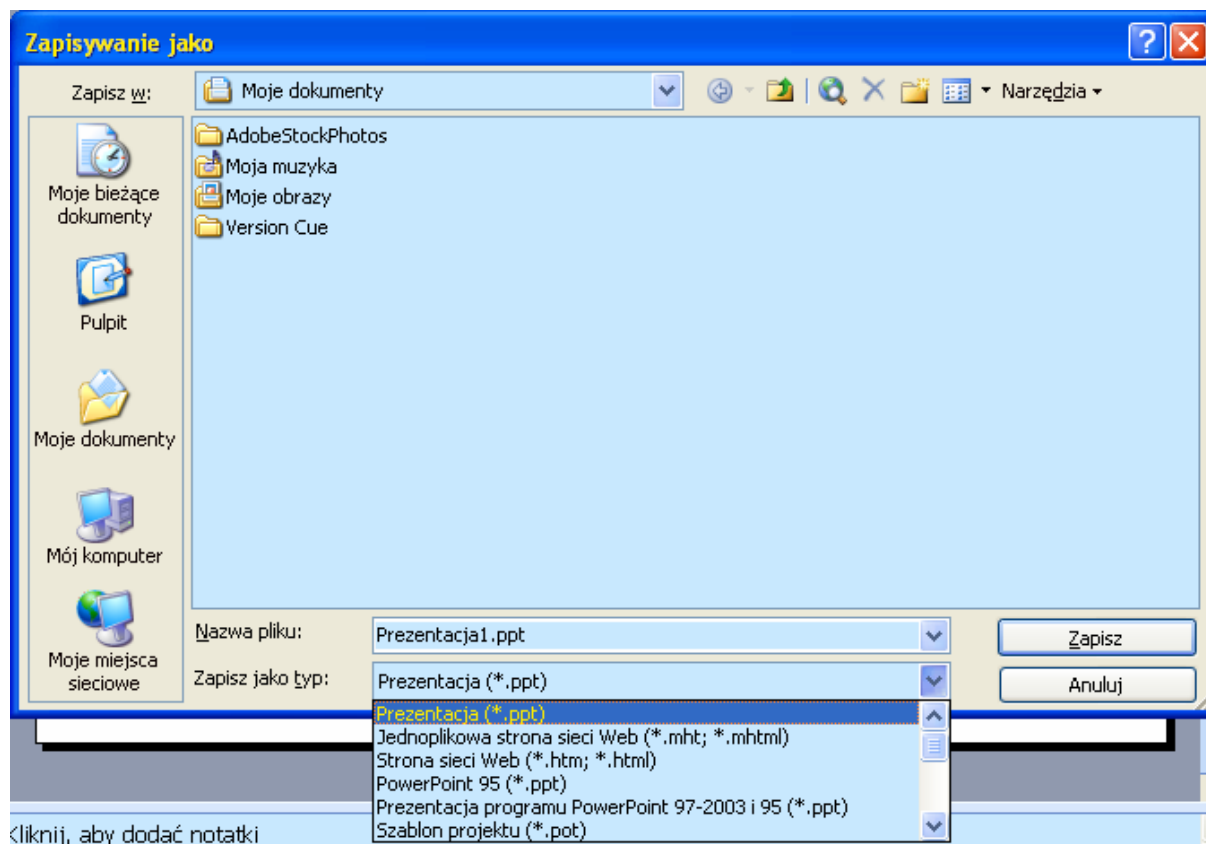 Zapisywanie jako
Zapisz w:
Moje dokumenty
Narzędzia
AdobeStockPhotos
Moja muzyka
Moje obrazy
Version Cue
Moje bieżące
dokumenty
Pulpit
Moje dokumenty
Mój komputer
Moje miejsca
sieciowe
Nazwa pliku:
Prezentacja1.ppt
Zapisz
Zapisz jako typ:
Prezentacja (*.ppt)
Anuluj
Prezentacja (*.ppt)
Jednoplikowa strona sieci Web (*.mht; *.mhtml)
Strona sieci Web (*.htm; *.html)
PowerPoint 95 (*.ppt)
Prezentacja programu PowerPoint 97-2003 i 95 (*.ppt)
Szablon projektu (*.pot)
Kliknij, aby dodać notatki